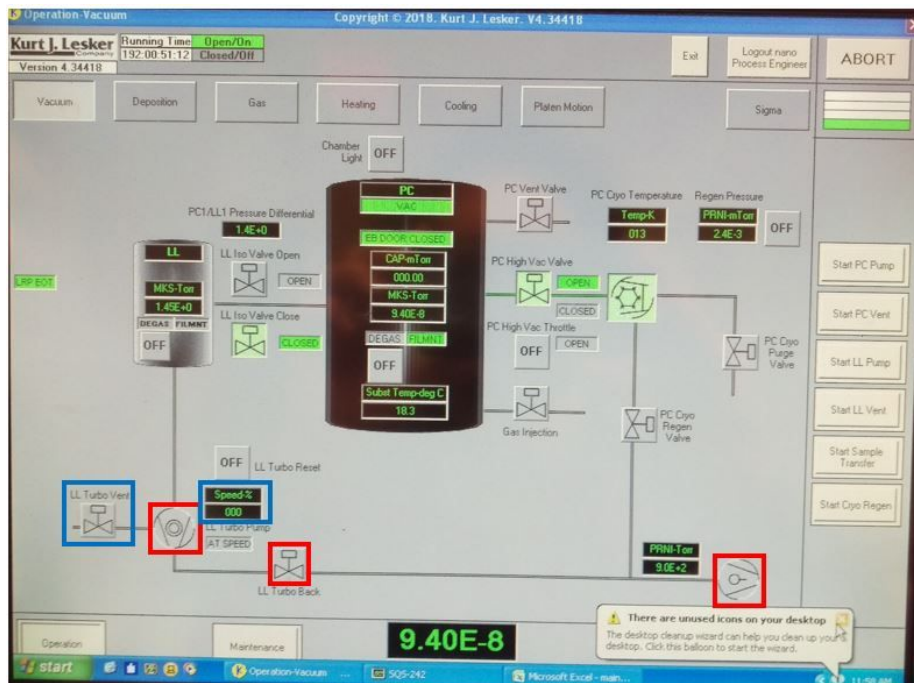 Operation-Vacuum
Copyright © 2018. Kurt J. Lesker. V4.34418
Kurt J. Lesker
Company
Version 4.34418
Running Time Open/On
192:00:51:12 Closed/Off
Exit
Logout nano
Process Engineer
ABORT
Vacuum
Deposition
Gas
Heating
Cooling
Platen Motion
Sigma
Chamber
Light
OFF
PC
VAC
EB DOOR CLOSED
CAP-mTorr
000.00
MKS-Torr
9.40E-8
DEGAS FILMNT
OFF
Subst Temp-deg C
18.3
PC1/LL1 Pressure Differential
1.4E+0
LL
MKS-Torr
1.45E+0
DEGAS FILMNT
OFF
LRP EOT
LL Iso Valve Open
OPEN
LL Iso Valve Close
CLOSED
PC Vent Valve
PC Cryo Temperature
Temp-K
013
Regen Pressure
PRNI-mTorr
2.4E-3
OFF
PC High Vac Valve
OPEN
CLOSED
PC High Vac Throttle
OFF
OPEN
Gas Injection
PC Cryo
Purge
Valve
PC Cryo
Regen
Valve
Start PC Pump
Start PC Vent
Start LL Pump
Start LL Vent
Start Sample
Transfer
Start Cryo Regen
OFF
LL Turbo Reset
LL Turbo Vent
Speed-%
000
LL Turbo Pump
AT SPEED
LL Turbo Back
PRNI-Torr
9.0E+2
Operation
Maintenance
9.40E-8
There are unused icons on your desktop
The desktop cleanup wizard can help you clean up your
desktop. Click this balloon to start the wizard.
start
Operation-Vacuum ...
SQS-242
Microsoft Excel - main...
11:58 AM